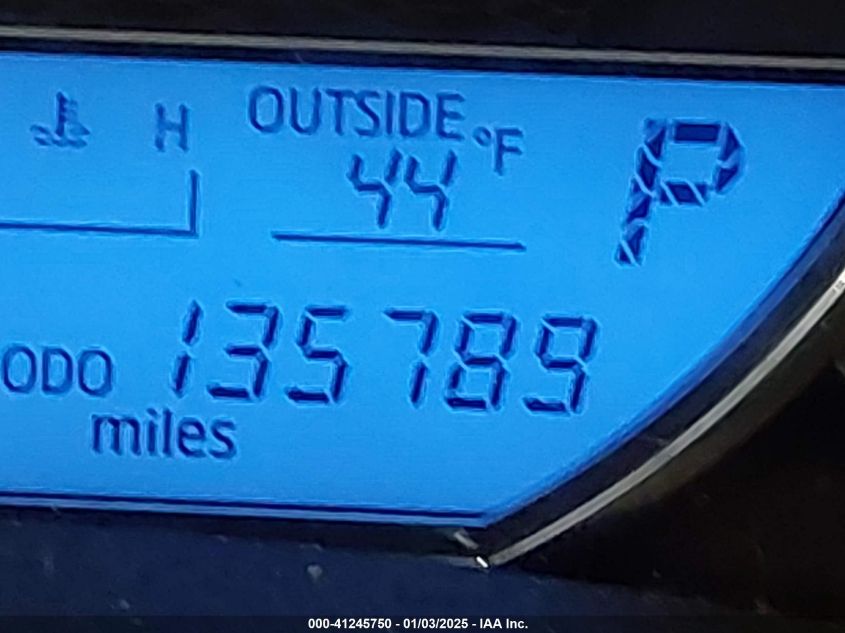 H
OUTSIDE
44 °F
P
ODO 135789
miles
000-41245750 - 01/03/2025 - IAA Inc.